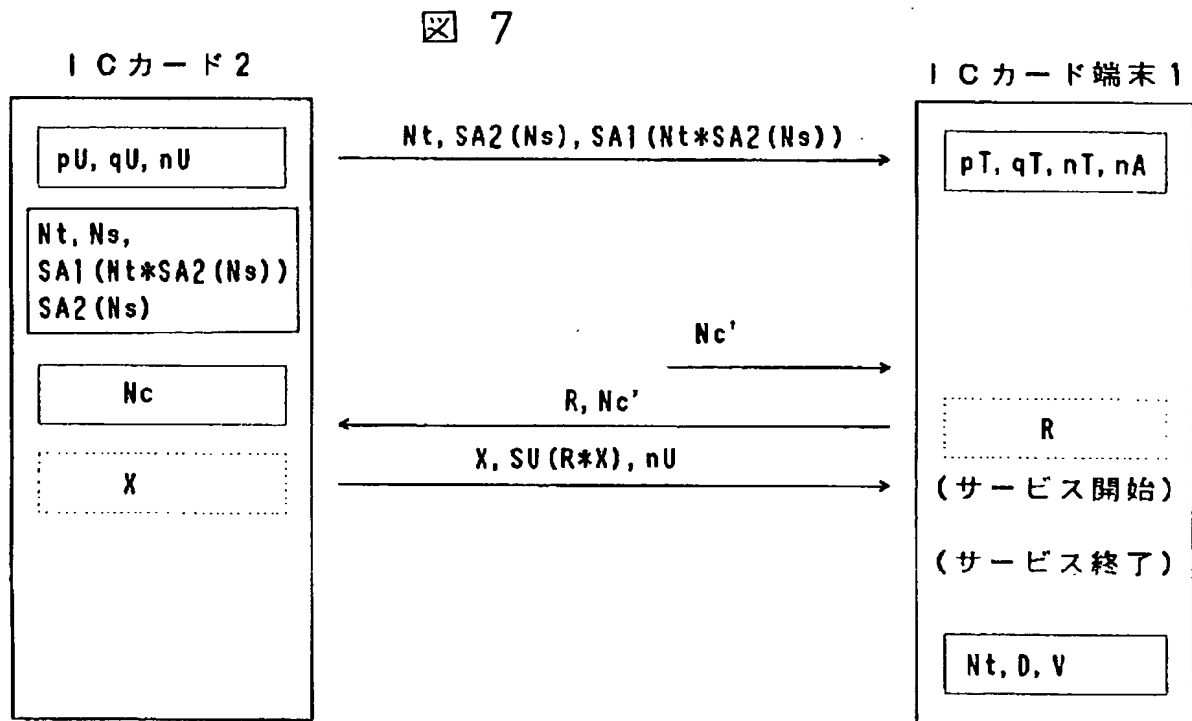 図 7
ICカード2
ICカード端末1
Nt, SA2(Ns), SA1(Nt*SA2(Ns))
pU, qU, nU
pT, qT, nT, nA
Nt, Ns,
SA1(Nt*SA2(Ns))
SA2(Ns)
Nc'
Nc
R, Nc'
R
X, SU(R*X), nU
X
(サービス開始)
(サービス終了)
Nt, D, V